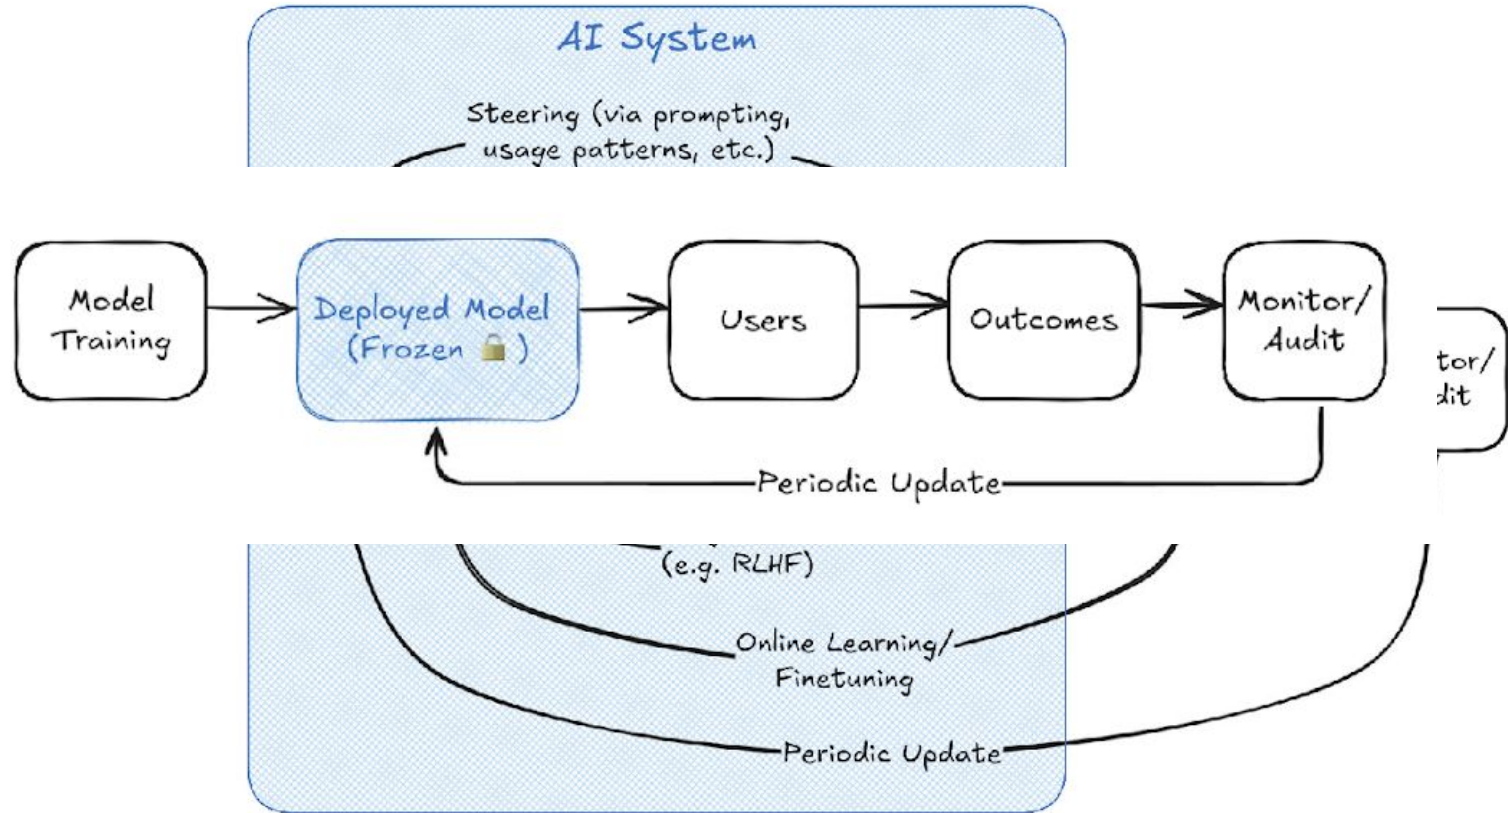 AI System
Steering (via prompting,
usage patterns, etc.)
Model
Training
Deployed Model
(Frozen 🔒)
Users
Outcomes
Monitor/
Audit
tor/
dit
Periodic Update
(e.g. RLHF)
Online Learning/
Finetuning
Periodic Update